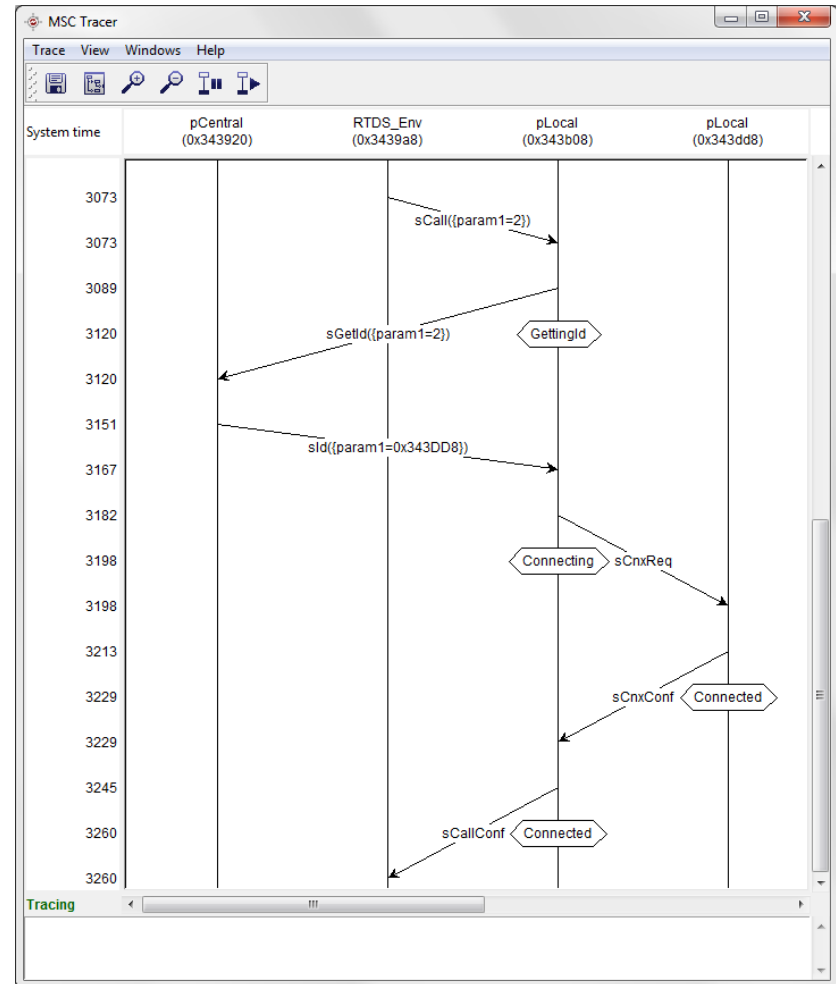 MSC Tracer
Trace View Windows Help
System time
pCentral
(0x343920)
RTDS_Env
(0x3439a8)
pLocal
(0x343b08)
pLocal
(0x343dd8)
3073
sCall({param1=2})
3073
3089
3120 sGetId({param1=2}) GettingId
3120
3151
sId({param1=0x343DD8})
3167
3182
3198 Connecting sCnxReq
3198
3213
3229 sCnxConf Connected
3229
3245
3260 sCallConf Connected
3260
Tracing